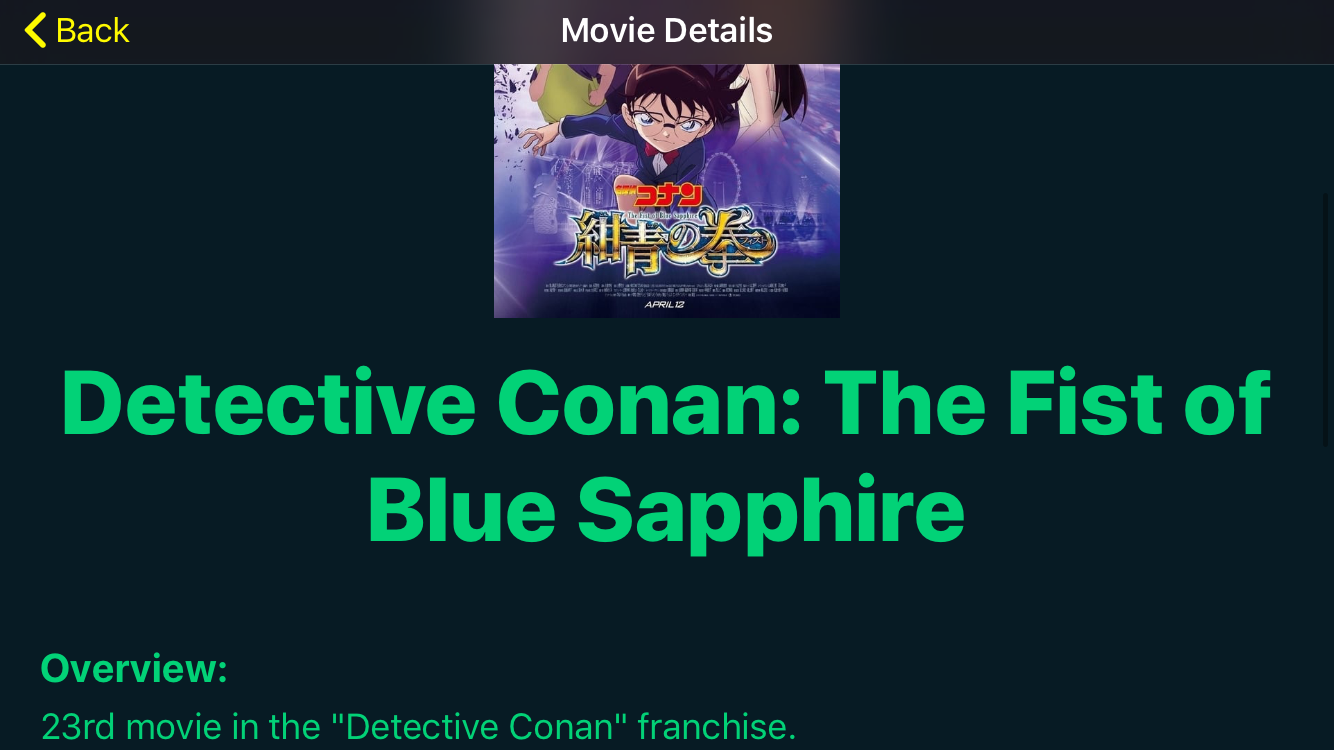 Back
Movie Details
名探偵コナン
The Fist of Blue Sapphire
紺青の拳
フィスト
APRIL 12
Detective Conan: The Fist of
Blue Sapphire
Overview:
23rd movie in the "Detective Conan" franchise.